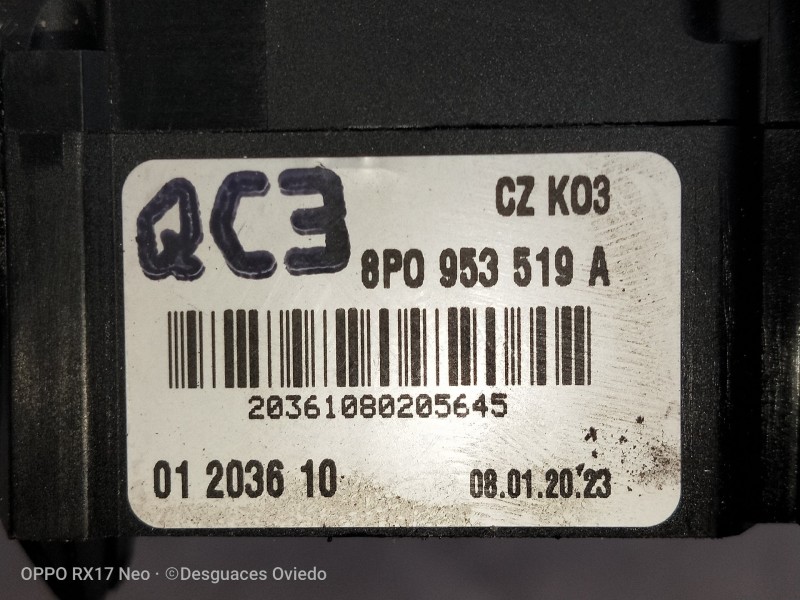 QC3
CZ K03
8P0 953 519 A
20361080205645
01 2036 10
08.01.20.23
OPPO RX17 Neo · ©Desguaces Oviedo